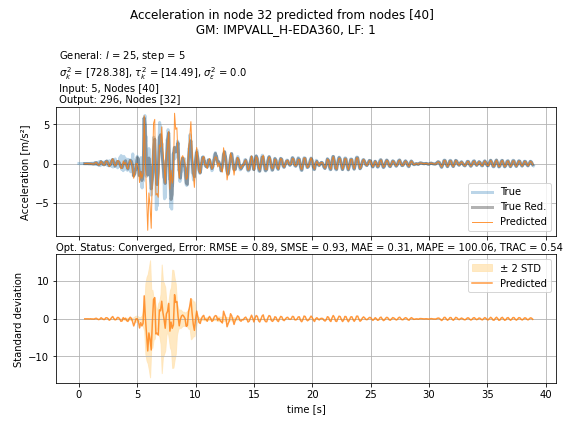 Acceleration in node 32 predicted from nodes [40]
GM: IMPVALL_H-EDA360, LF: 1
General: l = 25, step = 5
σ²ₖ = [728.38], τ²ₖ = [14.49], σ²ε = 0.0
Input: 5, Nodes [40]
Output: 296, Nodes [32]
Acceleration [m/s²]
5
0
−5
True
True Red.
Predicted
Opt. Status: Converged, Error: RMSE = 0.89, SMSE = 0.93, MAE = 0.31, MAPE = 100.06, TRAC = 0.54
Standard deviation
10
0
−10
± 2 STD
Predicted
0 5 10 15 20 25 30 35 40
time [s]